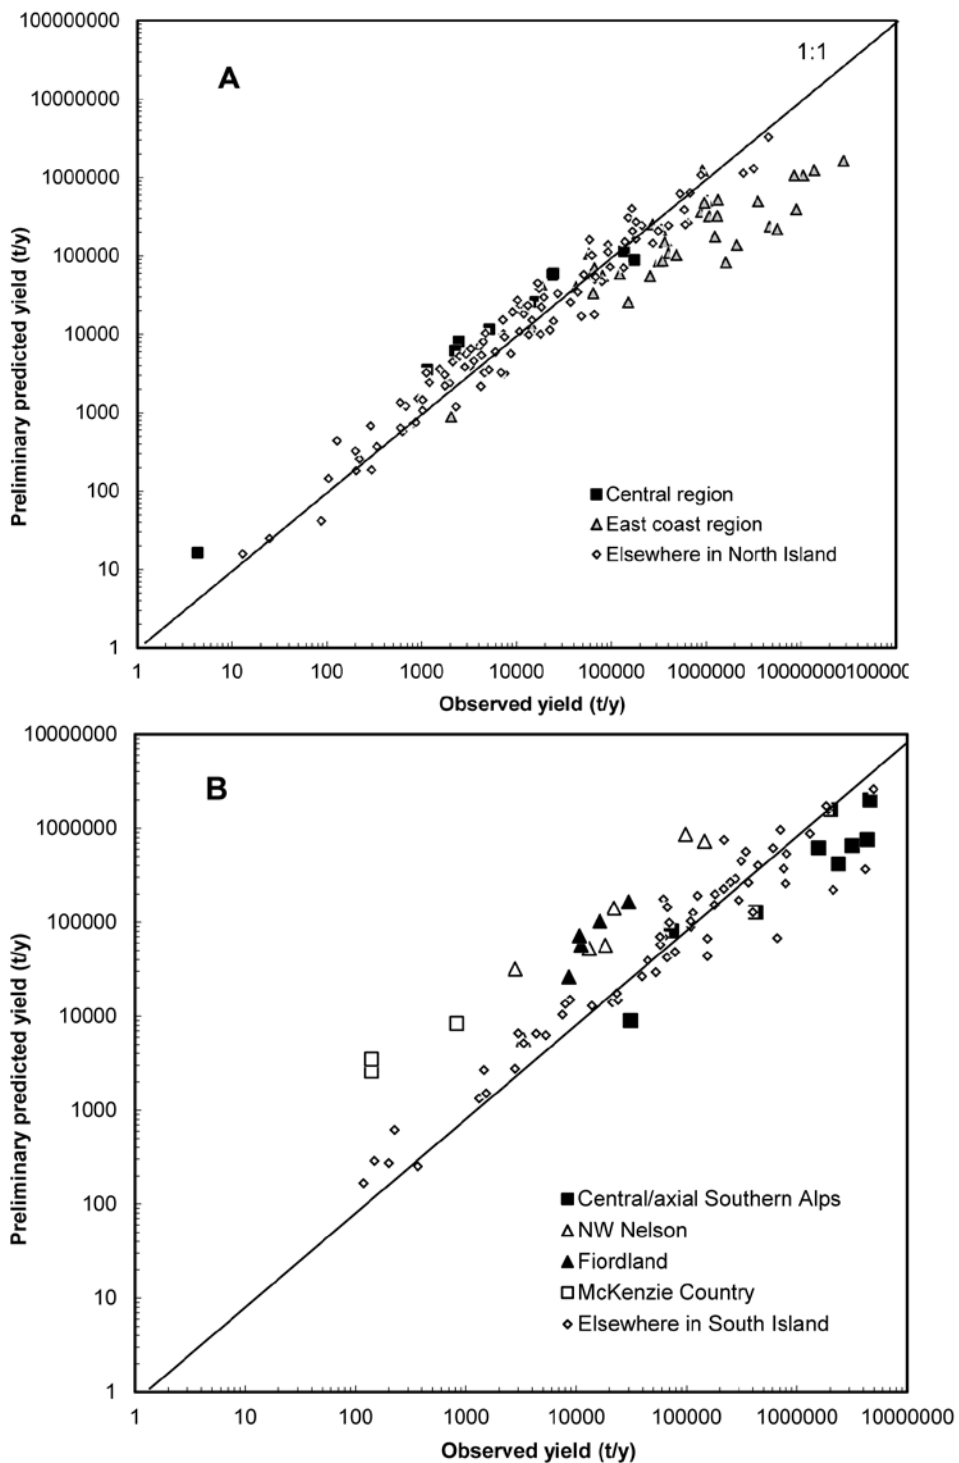 100000000
10000000
1000000
100000
10000
1000
100
10
1
Preliminary predicted yield (t/y)
A
1:1
Central region
East coast region
Elsewhere in North Island
1 10 100 1000 10000 100000 1000000 10000000 100000
Observed yield (t/y)
10000000
1000000
100000
10000
1000
100
10
1
Preliminary predicted yield (t/y)
B
Central/axial Southern Alps
NW Nelson
Fiordland
McKenzie Country
Elsewhere in South Island
1 10 100 1000 10000 100000 1000000 10000000
Observed yield (t/y)